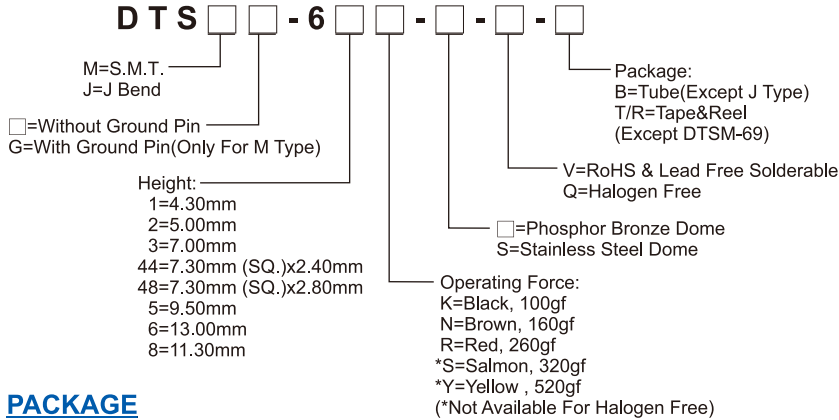 DTS□□-6□□-□-□-□
M=S.M.T.
J=J Bend
□=Without Ground Pin
G=With Ground Pin(Only For M Type)
Height:
1=4.30mm
2=5.00mm
3=7.00mm
44=7.30mm (SQ.)x2.40mm
48=7.30mm (SQ.)x2.80mm
5=9.50mm
6=13.00mm
8=11.30mm
Package:
B=Tube(Except J Type)
T/R=Tape&Reel
(Except DTSM-69)
V=RoHS & Lead Free Solderable
Q=Halogen Free
□=Phosphor Bronze Dome
S=Stainless Steel Dome
Operating Force:
K=Black, 100gf
N=Brown, 160gf
R=Red, 260gf
*S=Salmon, 320gf
*Y=Yellow , 520gf
(*Not Available For Halogen Free)
PACKAGE